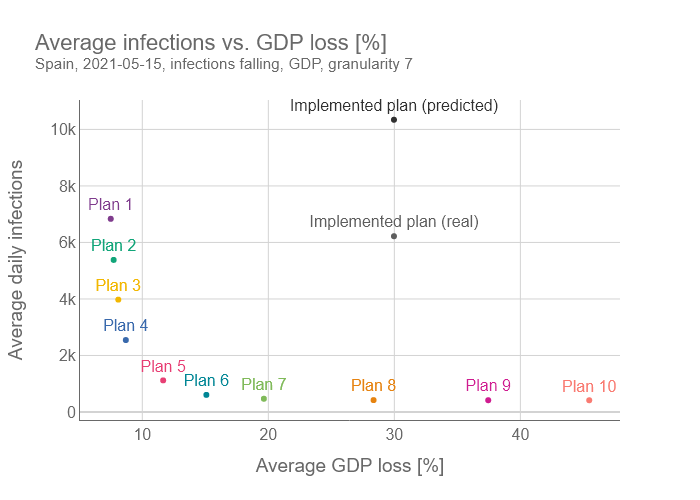 Average infections vs. GDP loss [%]
Spain, 2021-05-15, infections falling, GDP, granularity 7
Implemented plan (predicted)
10k
8k
Plan 1
Implemented plan (real)
6k
Plan 2
Plan 3
4k
Plan 4
2k
Plan 5
Plan 6
Plan 7
Plan 8
Plan 9
Plan 10
0
10
20
30
40
Average daily infections
Average GDP loss [%]